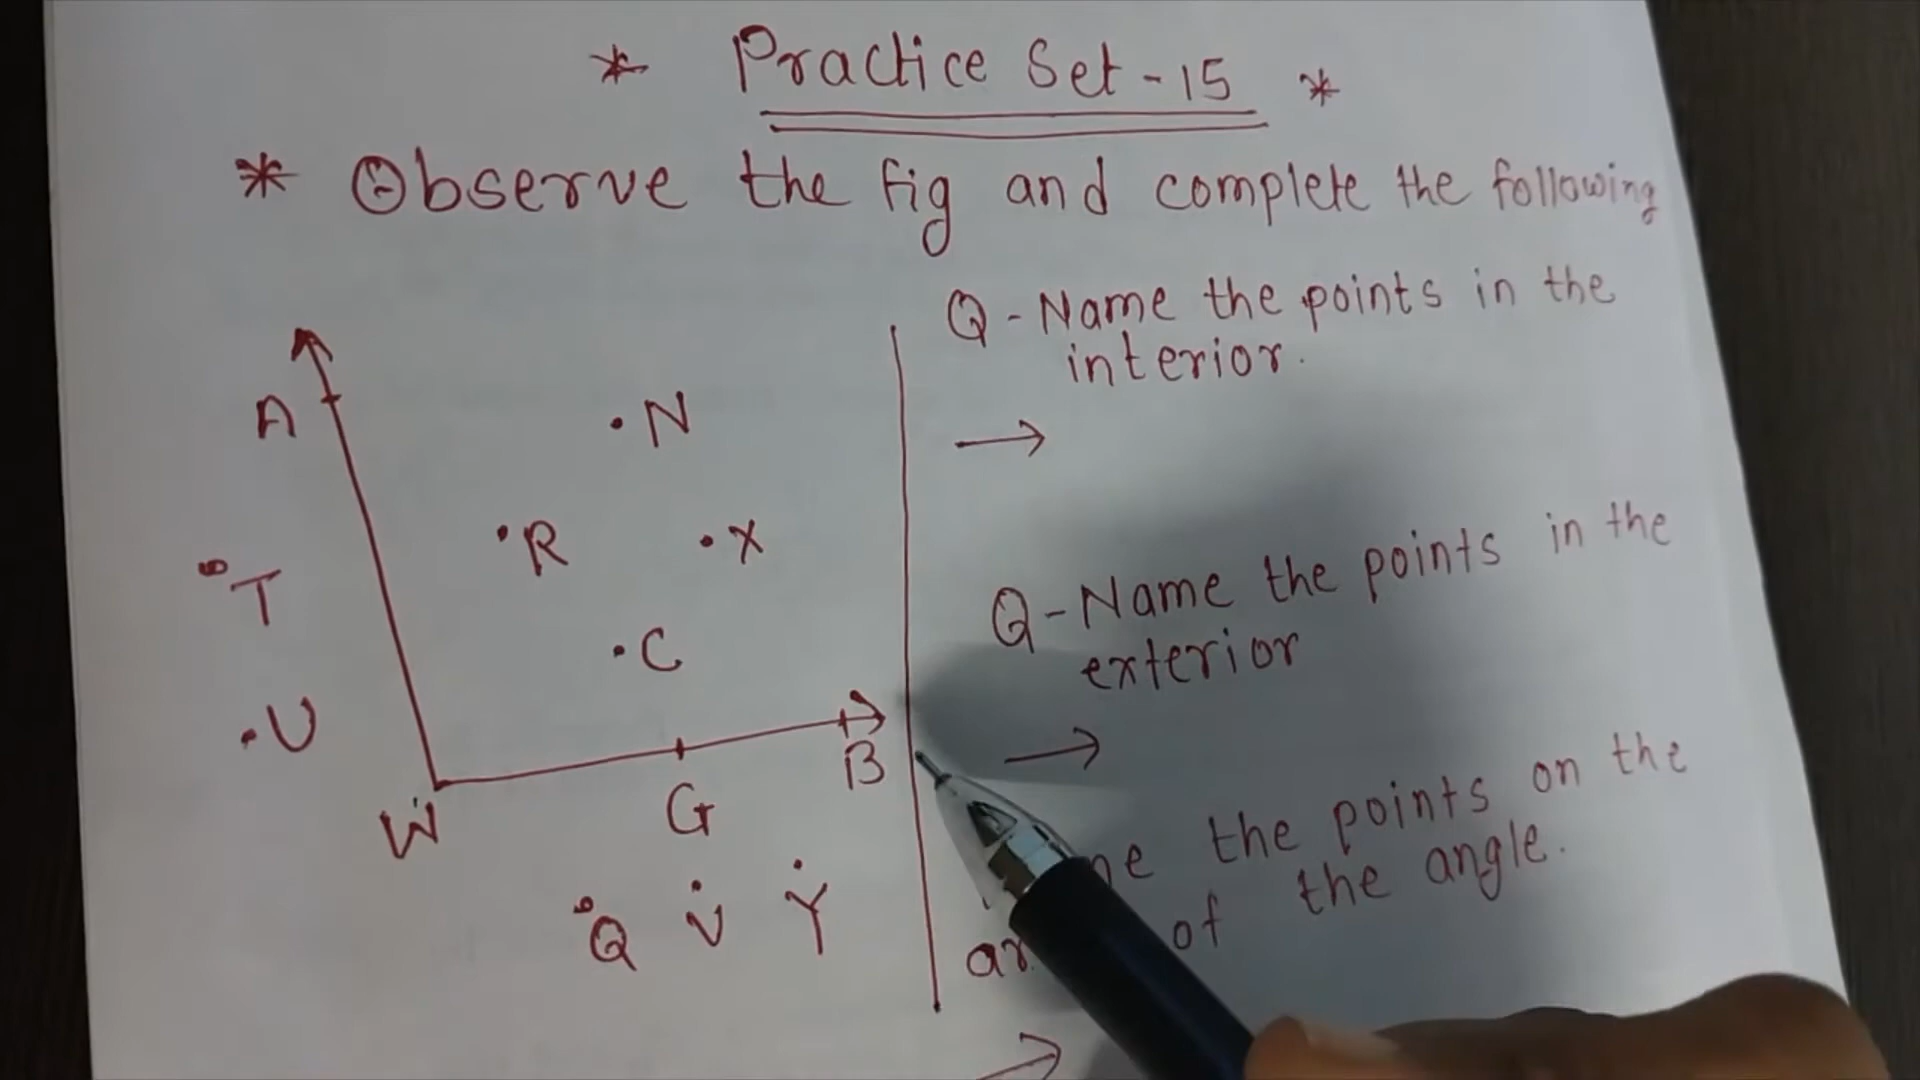 * Practice Set - 15 *
* Observe the fig and complete the following
A
N
R
X
T
C
U
B
W
G
Q
V
Y
Q - Name the points in the
interior.
→
Q - Name the points in the
exterior
→
the points on the
of the angle.
→